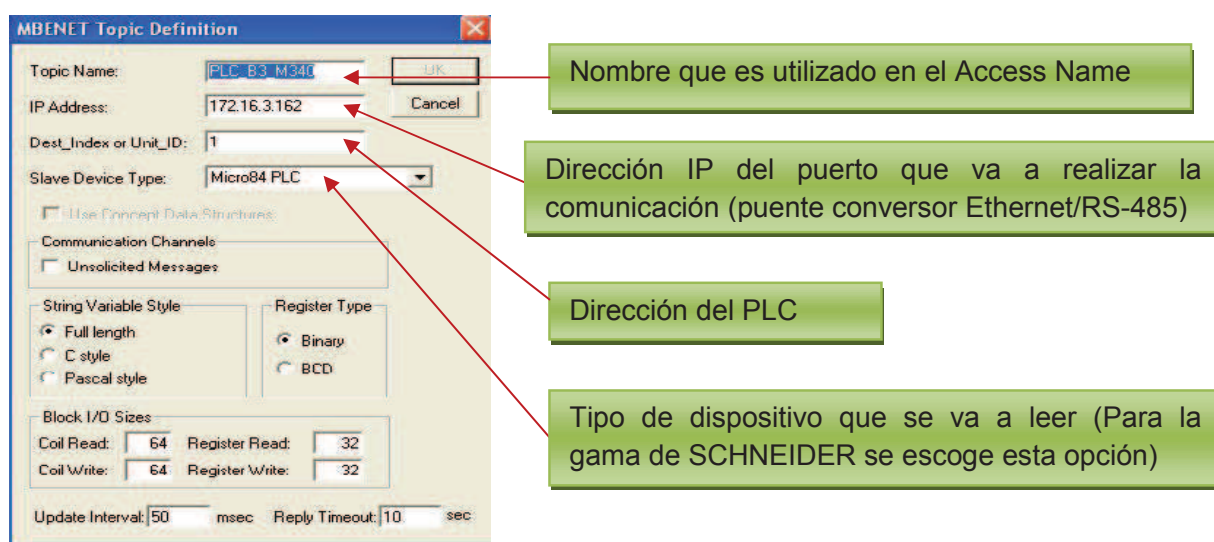 MBENET Topic Definition
Topic Name: PLC_B3_M340 OK
IP Address: 172.16.3.162 Cancel
Dest_Index or Unit_ID: 1
Slave Device Type: Micro84 PLC
Use Concept Data Structures
Communication Channels
Unsolicited Messages
String Variable Style
Full length
C style
Pascal style
Register Type
Binary
BCD
Block I/O Sizes
Coil Read: 64 Register Read: 32
Coil Write: 64 Register Write: 32
Update Interval: 50 msec Reply Timeout: 10 sec
Nombre que es utilizado en el Access Name
Dirección IP del puerto que va a realizar la
comunicación (puente conversor Ethernet/RS-485)
Dirección del PLC
Tipo de dispositivo que se va a leer (Para la
gama de SCHNEIDER se escoge esta opción)